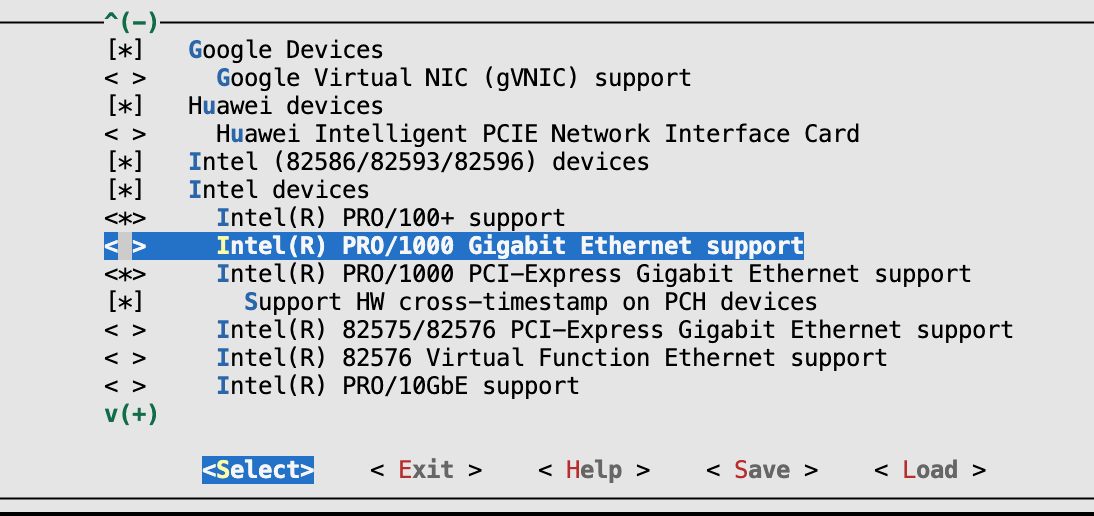 ^(-)
[*] Google Devices
< > Google Virtual NIC (gVNIC) support
[*] Huawei devices
< > Huawei Intelligent PCIE Network Interface Card
[*] Intel (82586/82593/82596) devices
[*] Intel devices
<*> Intel(R) PRO/100+ support
< > Intel(R) PRO/1000 Gigabit Ethernet support
<*> Intel(R) PRO/1000 PCI-Express Gigabit Ethernet support
[*] Support HW cross-timestamp on PCH devices
< > Intel(R) 82575/82576 PCI-Express Gigabit Ethernet support
< > Intel(R) 82576 Virtual Function Ethernet support
< > Intel(R) PRO/10GbE support
v(+)
<Select> < Exit > < Help > < Save > < Load >